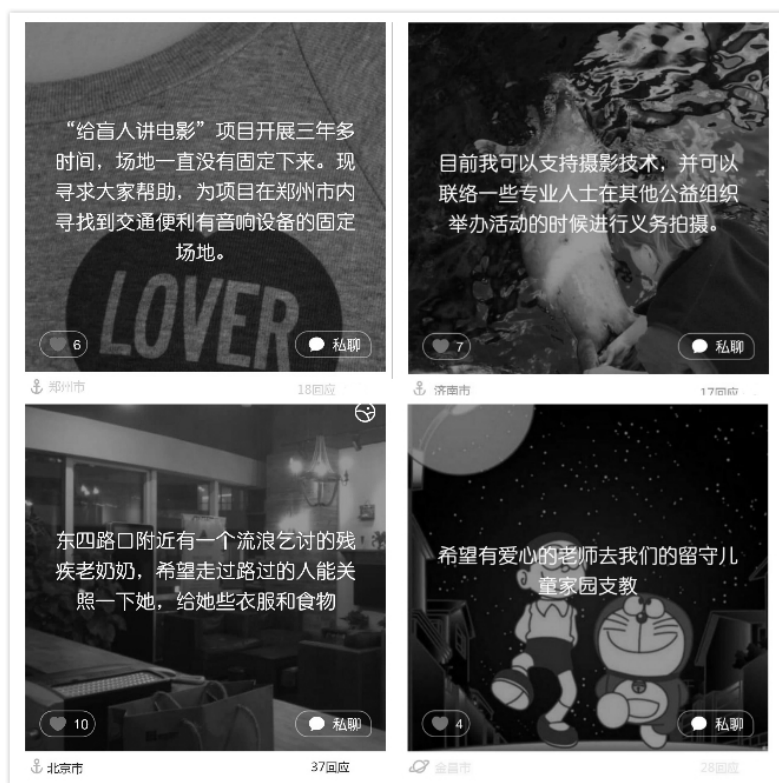 “给盲人讲电影”项目开展三年多
时间，场地一直没有固定下来。现
寻求大家帮助，为项目在郑州市内
寻找到交通便利有音响设备的固定
场地。
LOVER
6
私聊
郑州市
18回应
目前我可以支持摄影技术，并可以
联络一些专业人士在其他公益组织
举办活动的时候进行义务拍摄。
7
私聊
济南市
17回应
东四路口附近有一个流浪乞讨的残
疾老奶奶，希望走过路过的人能关
照一下她，给她些衣服和食物
10
私聊
北京市
37回应
希望有爱心的老师去我们的留守儿
童家园支教
4
私聊
金昌市
28回应